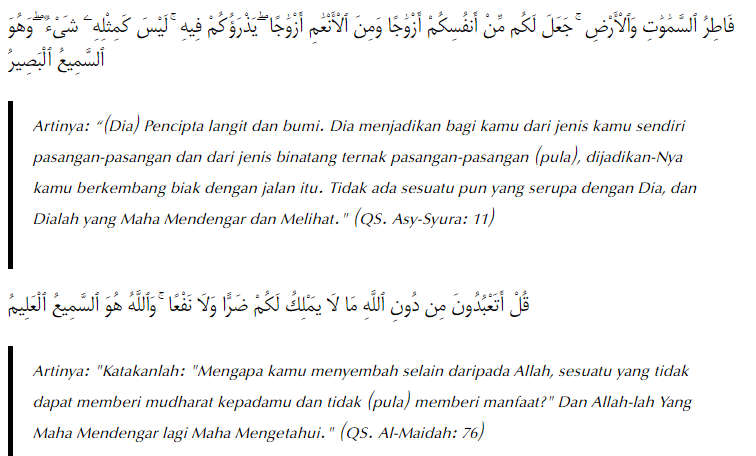 فَاطِرُ السَّمَٰوَٰتِ وَٱلْأَرْضِ ۚ جَعَلَ لَكُم مِّنْ أَنفُسِكُمْ أَزْوَٰجًا وَمِنَ ٱلْأَنْعَٰمِ أَزْوَٰجًا ۖ يَذْرَؤُكُمْ فِيهِ ۚ لَيْسَ كَمِثْلِهِۦ شَىْءٌ ۖ وَهُوَ
ٱلسَّمِيعُ ٱلْبَصِيرُ
Artinya: “(Dia) Pencipta langit dan bumi. Dia menjadikan bagi kamu dari jenis kamu sendiri
pasangan-pasangan dan dari jenis binatang ternak pasangan-pasangan (pula), dijadikan-Nya
kamu berkembang biak dengan jalan itu. Tidak ada sesuatu pun yang serupa dengan Dia, dan
Dialah yang Maha Mendengar dan Melihat." (QS. Asy-Syura: 11)
قُلْ أَتَعْبُدُونَ مِن دُونِ ٱللَّهِ مَا لَا يَمْلِكُ لَكُمْ ضَرًّا وَلَا نَفْعًا ۚ وَٱللَّهُ هُوَ ٱلسَّمِيعُ ٱلْعَلِيمُ
Artinya: "Katakanlah: "Mengapa kamu menyembah selain daripada Allah, sesuatu yang tidak
dapat memberi mudharat kepadamu dan tidak (pula) memberi manfaat?" Dan Allah-lah Yang
Maha Mendengar lagi Maha Mengetahui." (QS. Al-Maidah: 76)